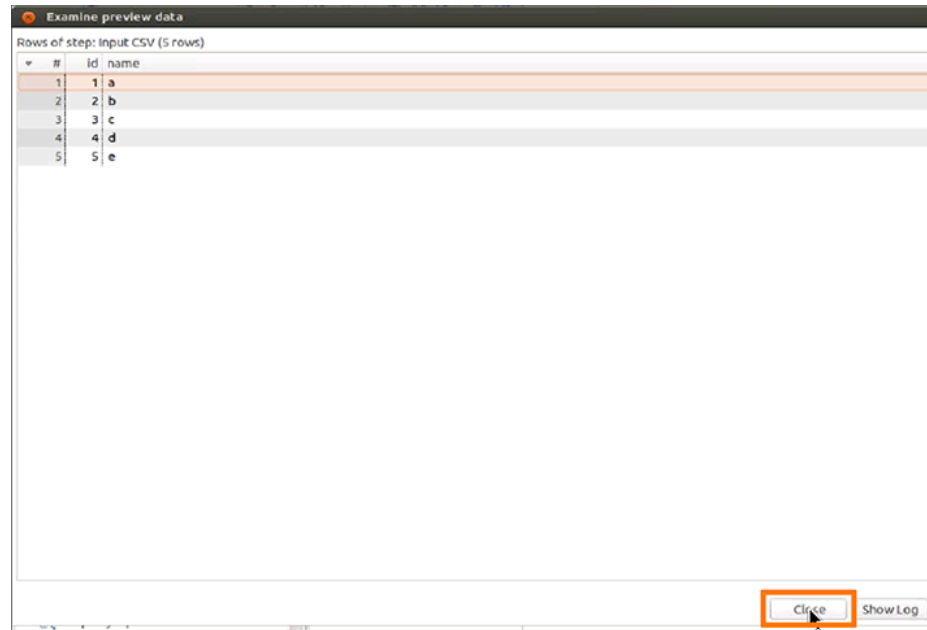 Examine preview data
Rows of step: Input CSV (5 rows)
# id name
1 1 a
2 2 b
3 3 c
4 4 d
5 5 e
Close Show Log